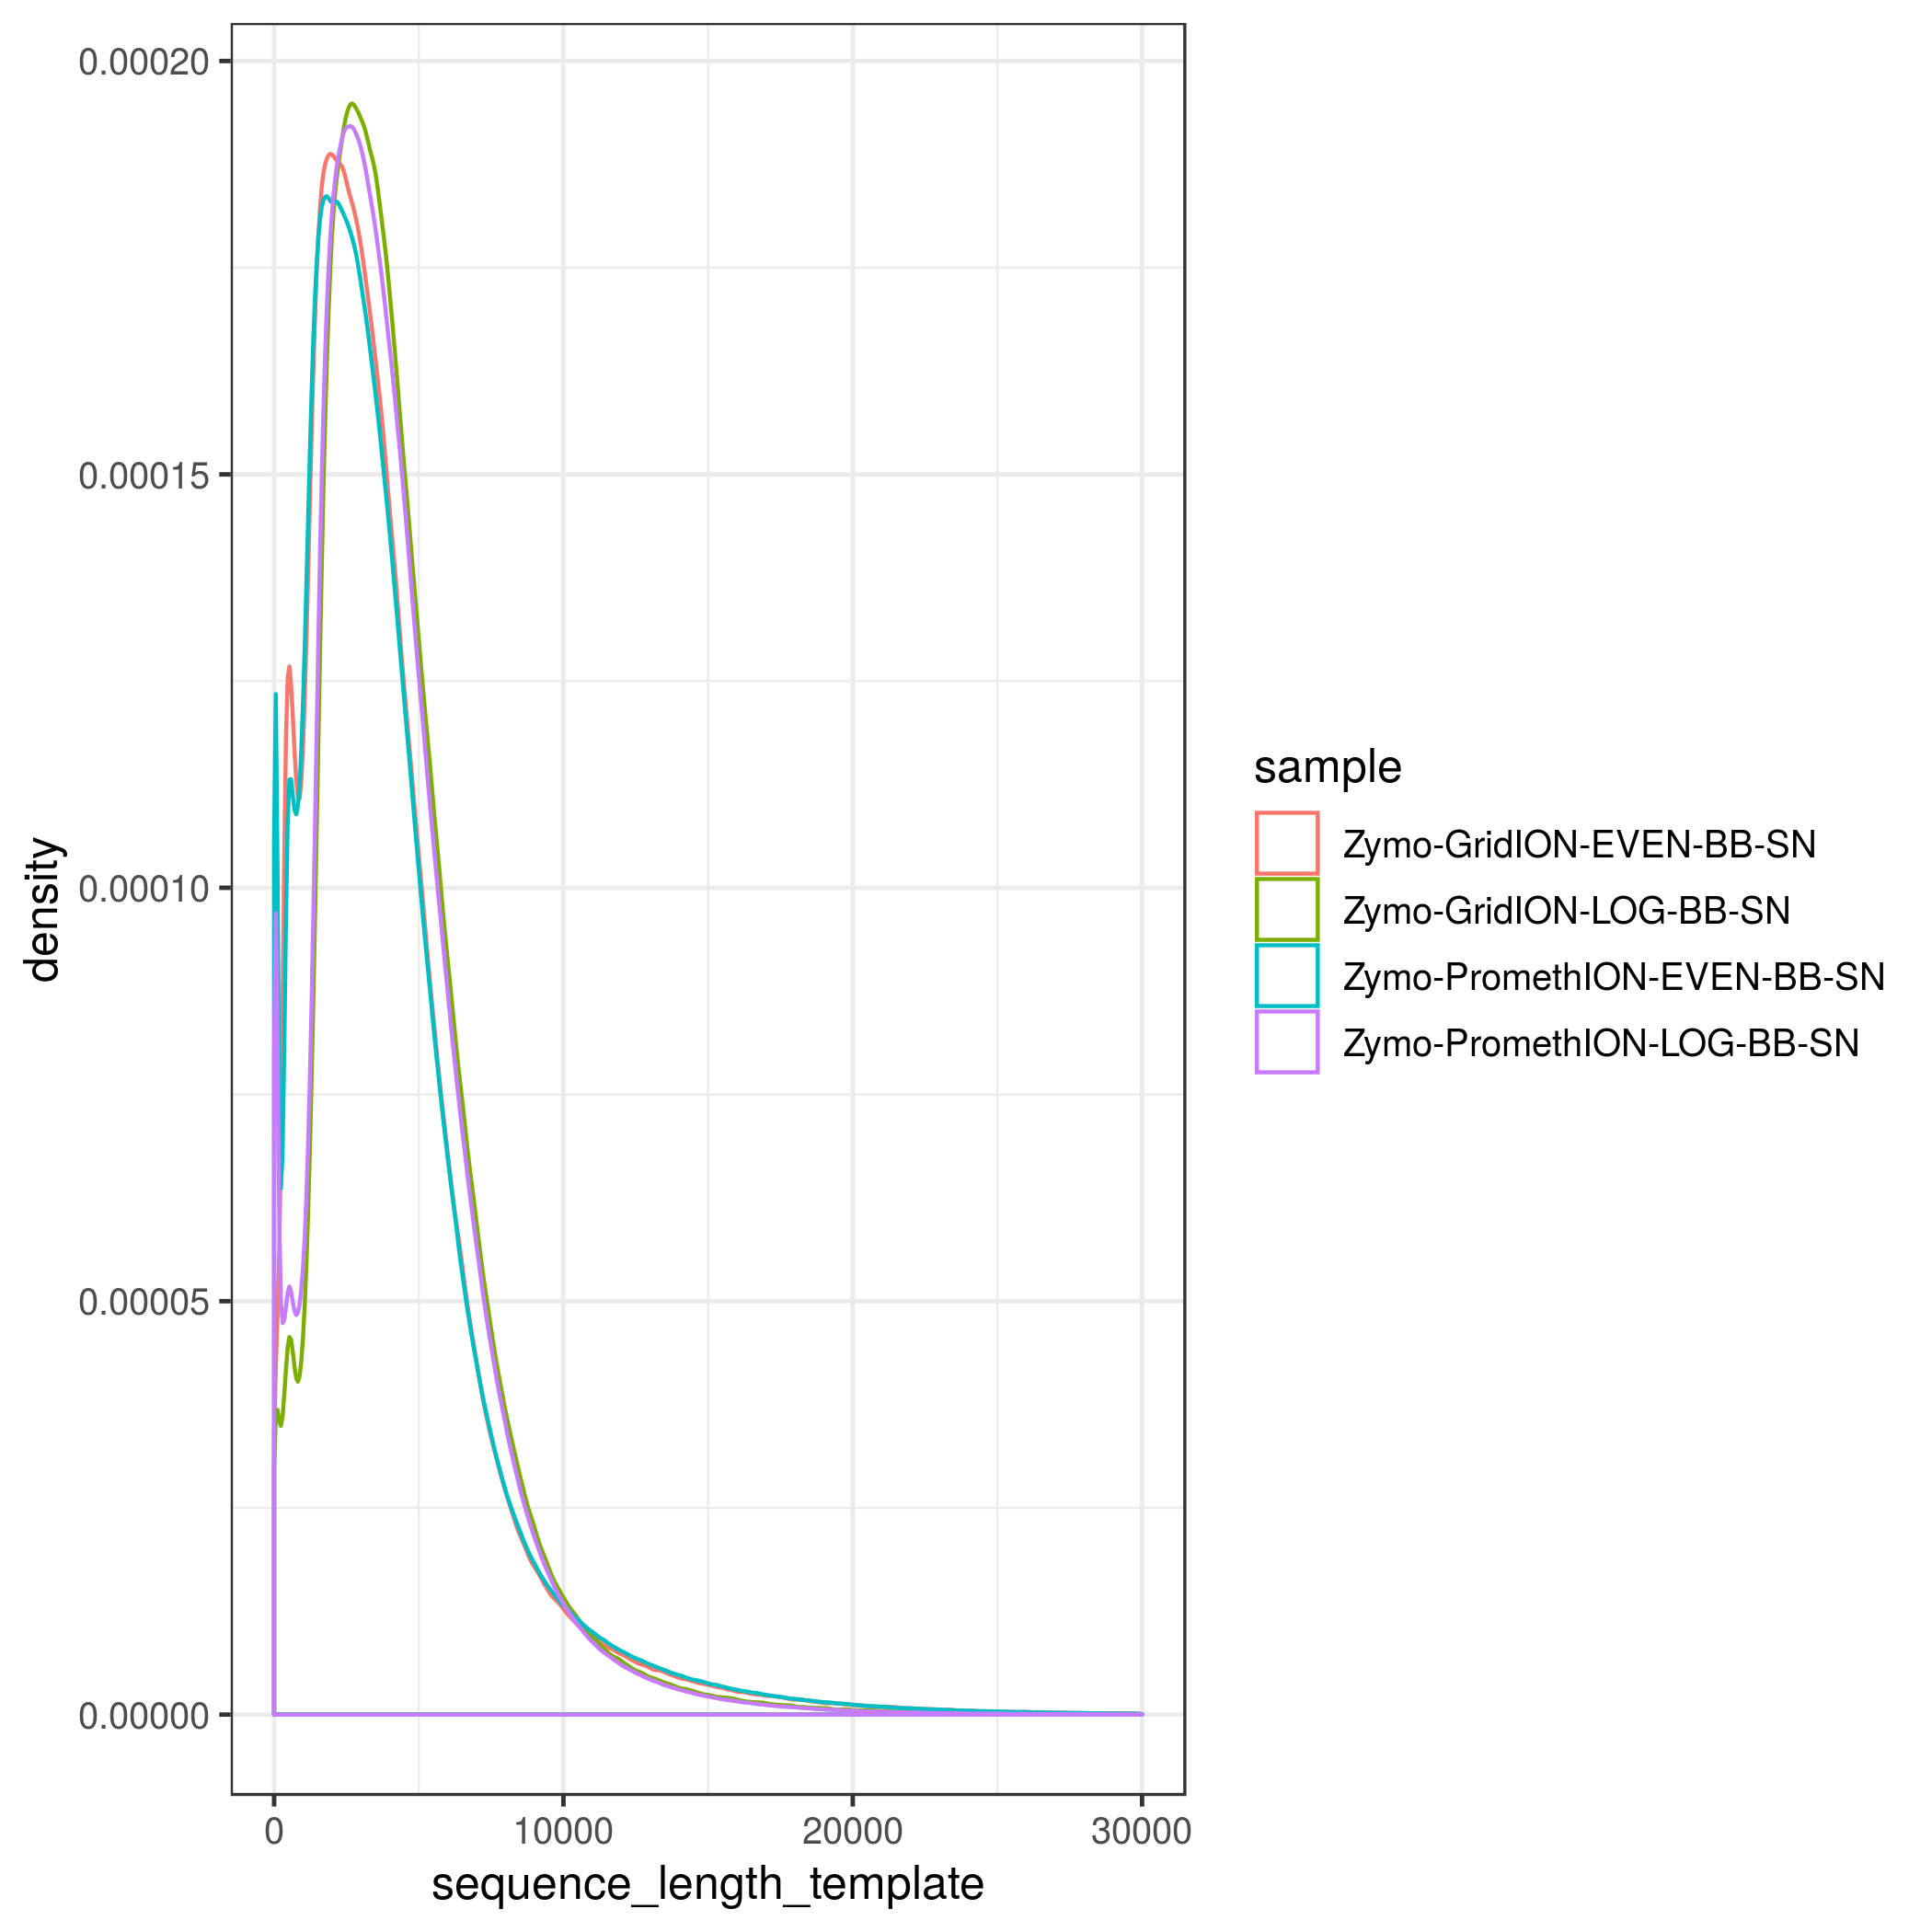 density
0.00020
0.00015
0.00010
0.00005
0.00000
0 10000 20000 30000
sequence_length_template
sample
Zymo-GridION-EVEN-BB-SN
Zymo-GridION-LOG-BB-SN
Zymo-PromethION-EVEN-BB-SN
Zymo-PromethION-LOG-BB-SN